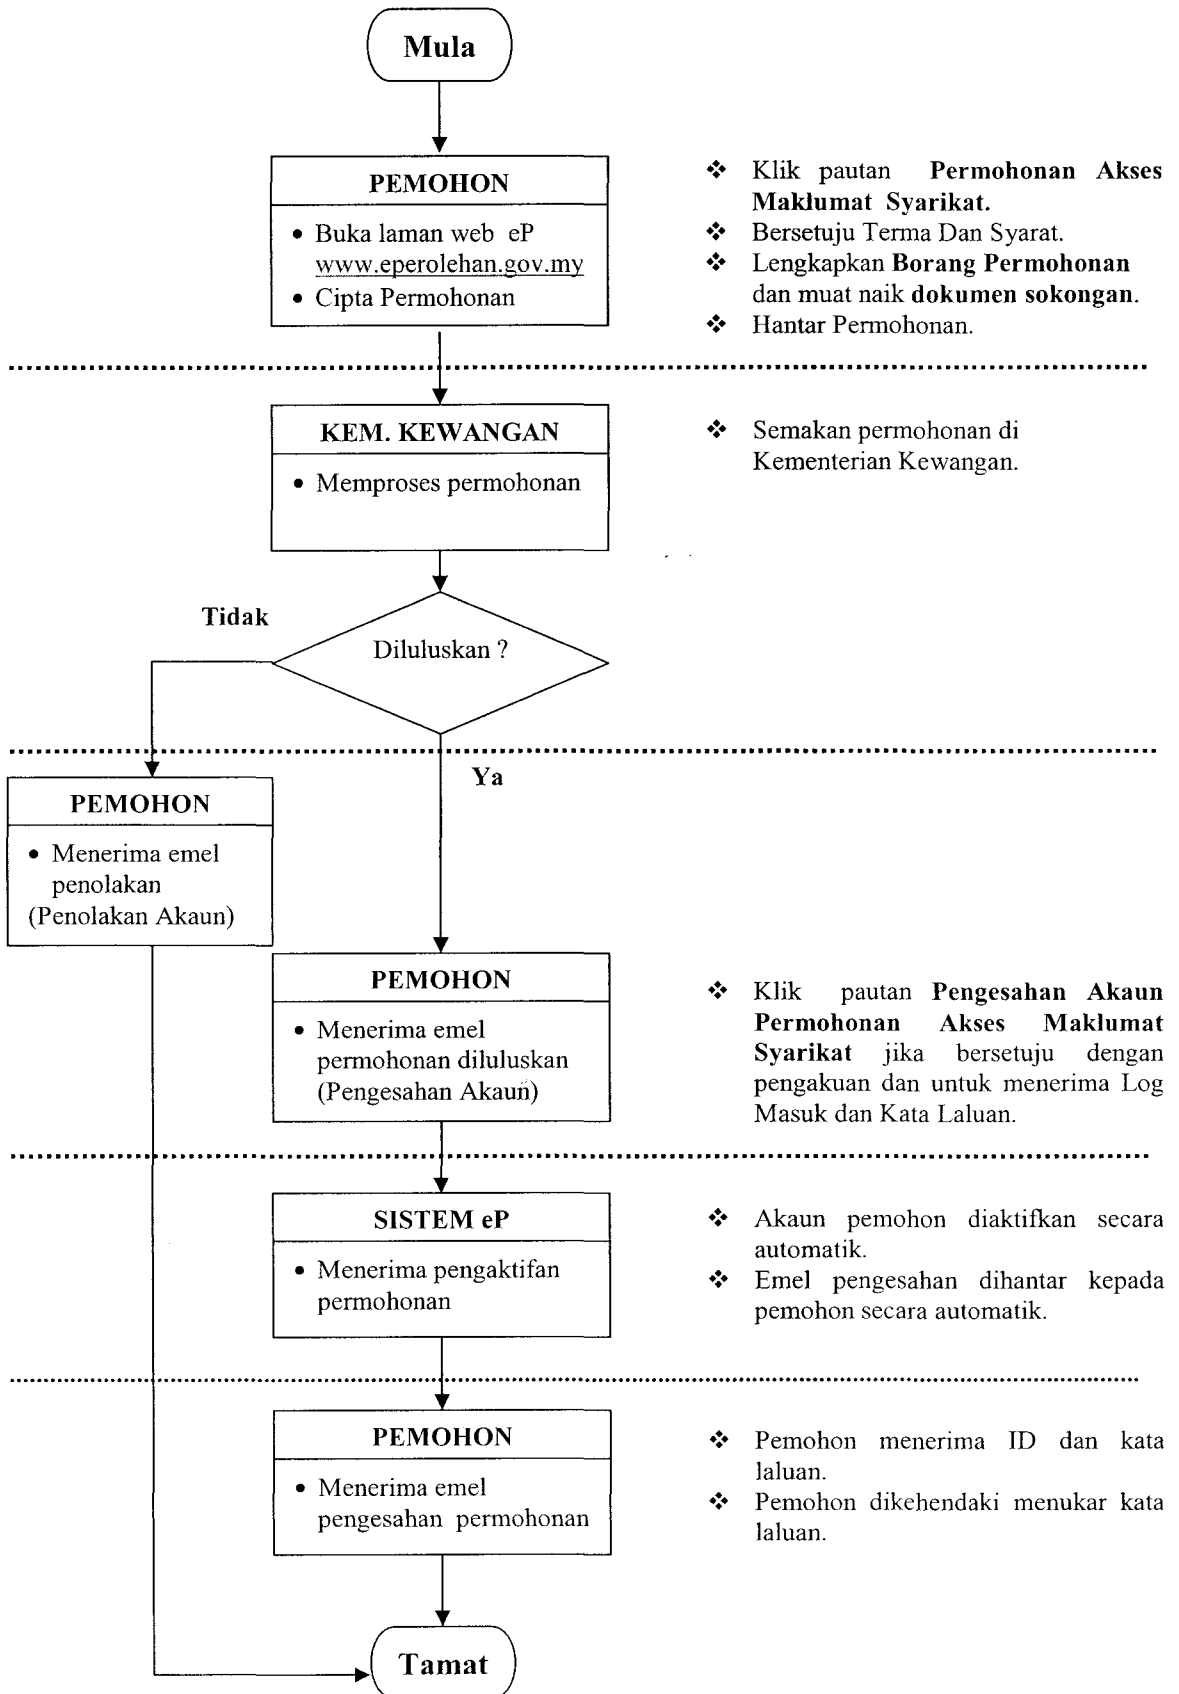 Mula
PEMOHON
• Buka laman web eP
www.eperolehan.gov.my
• Cipta Permohonan
❖ Klik pautan Permohonan Akses
Maklumat Syarikat.
❖ Bersetuju Terma Dan Syarat.
❖ Lengkapkan Borang Permohonan
dan muat naik dokumen sokongan.
❖ Hantar Permohonan.
KEM. KEWANGAN
• Memproses permohonan
❖ Semakan permohonan di
Kementerian Kewangan.
Tidak
Diluluskan ?
Ya
PEMOHON
• Menerima emel
penolakan
(Penolakan Akaun)
PEMOHON
• Menerima emel
permohonan diluluskan
(Pengesahan Akaun)
❖ Klik pautan Pengesahan Akaun
Permohonan Akses Maklumat
Syarikat jika bersetuju dengan
pengakuan dan untuk menerima Log
Masuk dan Kata Laluan.
SISTEM eP
• Menerima pengaktifan
permohonan
❖ Akaun pemohon diaktifkan secara
automatik.
❖ Emel pengesahan dihantar kepada
pemohon secara automatik.
PEMOHON
• Menerima emel
pengesahan permohonan
❖ Pemohon menerima ID dan kata
laluan.
❖ Pemohon dikehendaki menukar kata
laluan.
Tamat